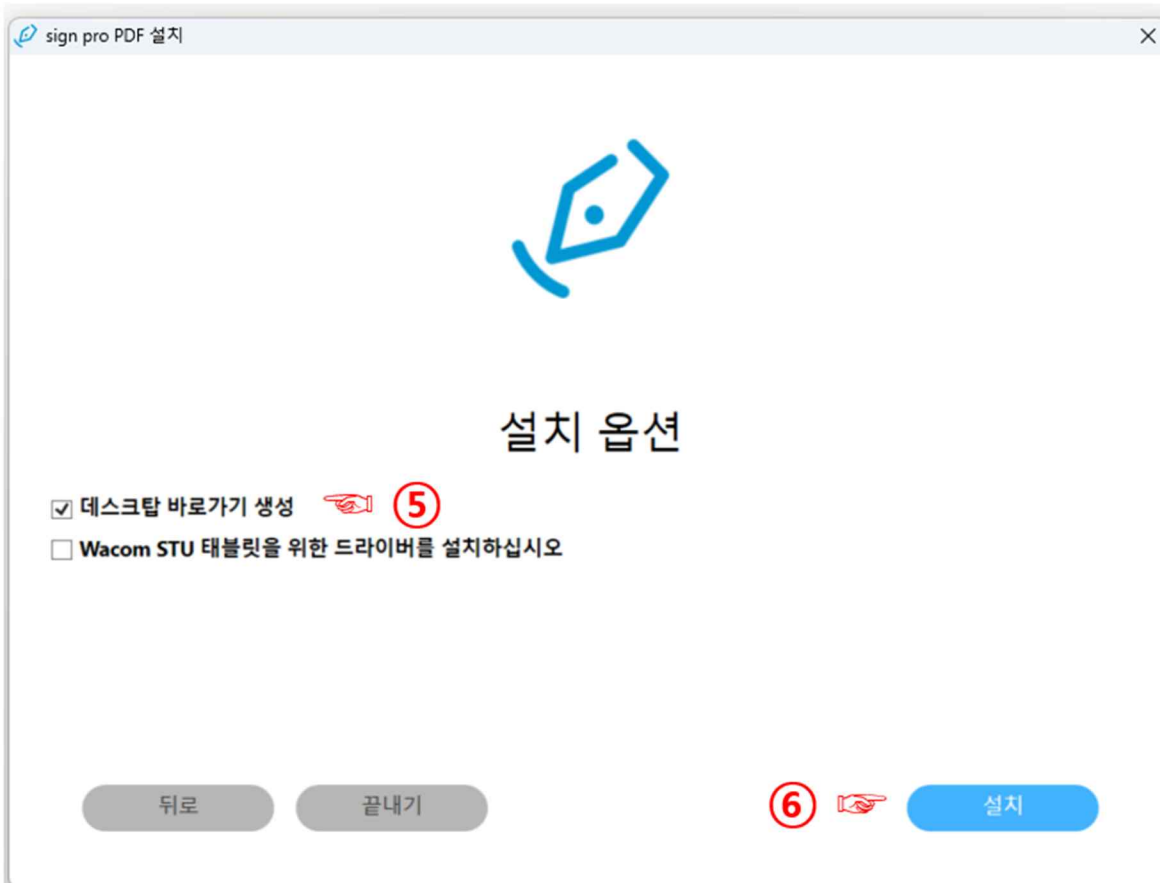 sign pro PDF 설치
설치 옵션
데스크탑 바로가기 생성 ☜ ⑤
Wacom STU 태블릿을 위한 드라이버를 설치하십시오
뒤로 끝내기 ⑥ ☞ 설치